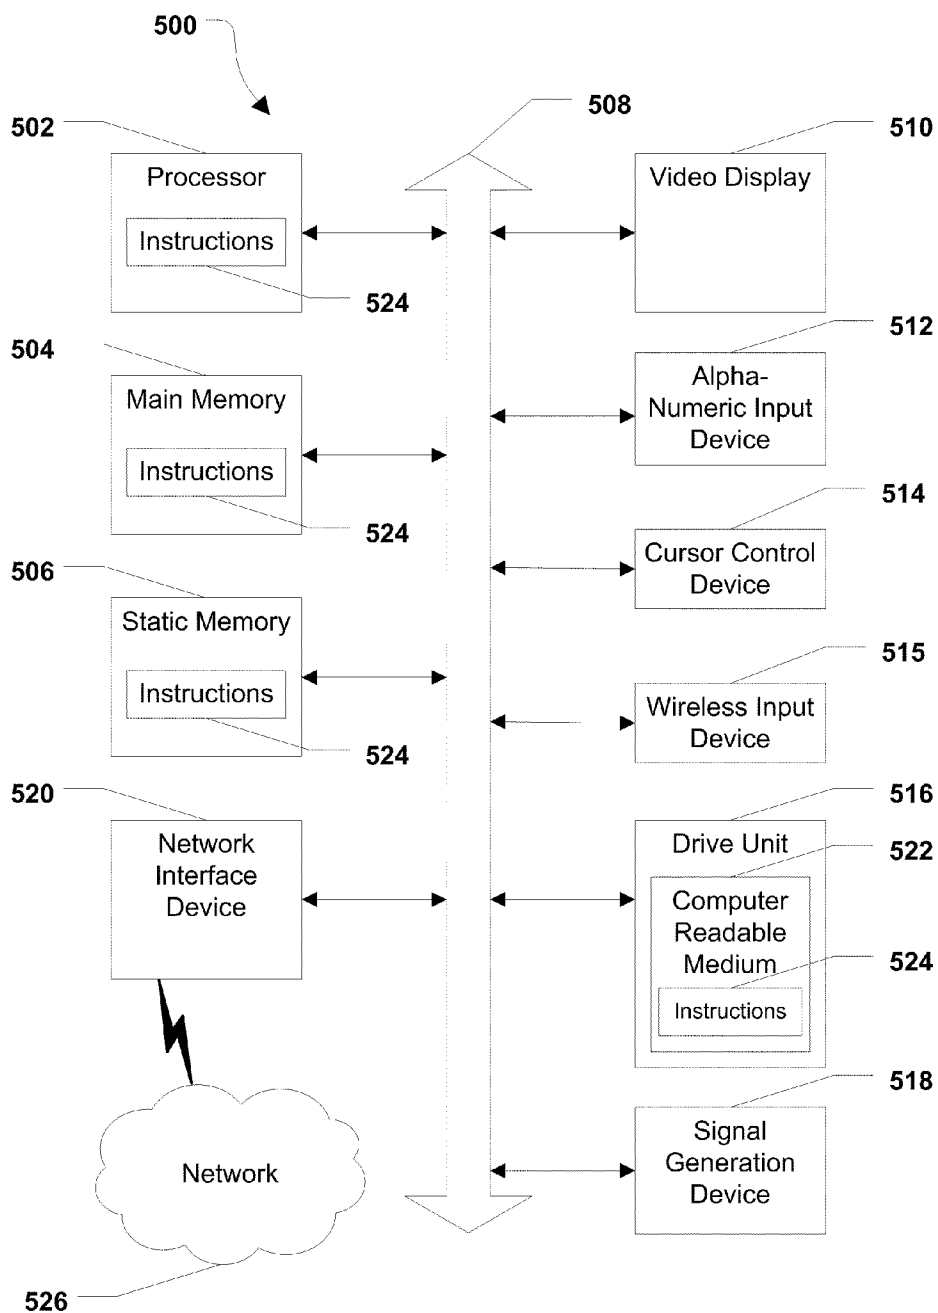 500
508
502
510
Processor
Instructions
524
Video Display
504
512
Main Memory
Instructions
524
Alpha-
Numeric Input
Device
514
Cursor Control
Device
506
Static Memory
Instructions
524
515
Wireless Input
Device
520
Network
Interface
Device
516
Drive Unit
522
Computer
Readable
Medium
524
Instructions
518
Signal
Generation
Device
Network
526